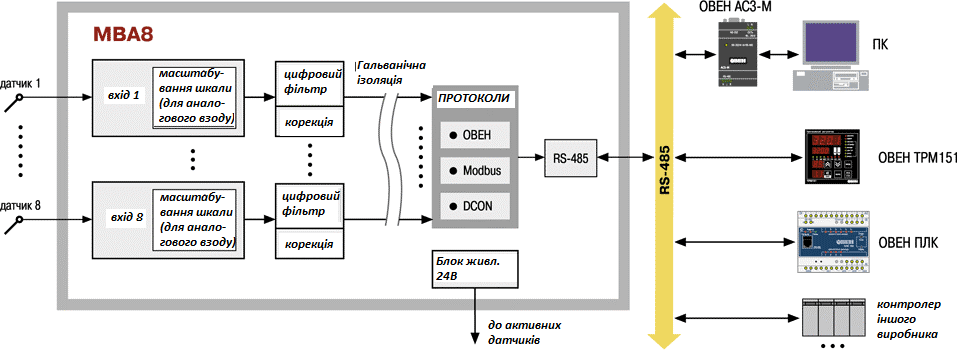 МВА8
датчик 1
вхід 1
масштабу-
вання шкали
(для анало-
гового взоду)
цифровий
фільтр
корекція
Гальванічна
ізоляція
ПРОТОКОЛИ
ОВЕН
Modbus
DCON
RS-485
датчик 8
вхід 8
масштабу-
вання шкали
(для анало-
гового взоду)
цифровий
фільтр
корекція
Блок живл.
24В
до активних
датчиків
RS-485
ОВЕН АС3-М
ПК
ОВЕН ТРМ151
ОВЕН ПЛК
контролер
іншого
виробника